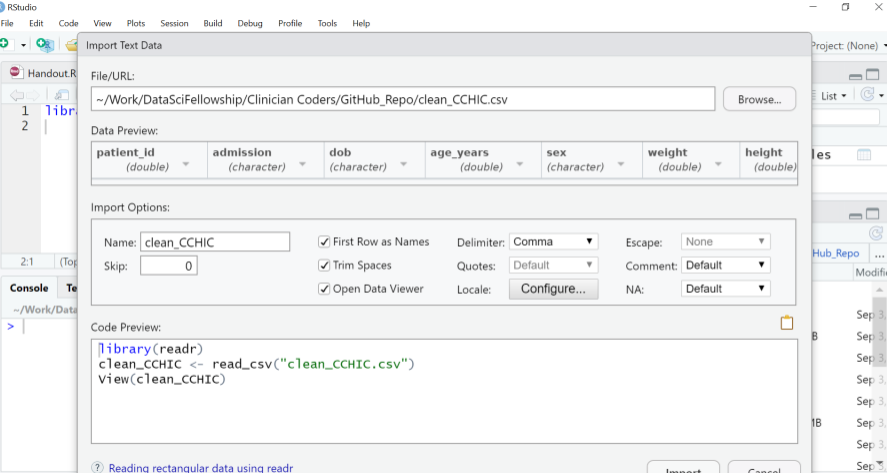 RStudio
File Edit Code View Plots Session Build Debug Profile Tools Help
Project: (None)
Import Text Data
Handout.R
List
1 libra
2
File/URL:
~/Work/DataSciFellowship/Clinician Coders/GitHub_Repo/clean_CCHIC.csv
Browse...
Data Preview:
patient_id admission dob age_years sex weight height
(double) (character) (character) (double) (character) (double) (double)
les
Import Options:
Name: clean_CCHIC First Row as Names Delimiter: Comma Escape: None
Skip: 0 Trim Spaces Quotes: Default Comment: Default
Open Data Viewer Locale: Configure... NA: Default
2:1 (Top
Hub_Repo
...
Modifi
Console Te
~/Work/Data
>
Code Preview:
library(readr)
clean_CCHIC <- read_csv("clean_CCHIC.csv")
View(clean_CCHIC)
Sep 3,
B Sep 3,
Sep 3,
Sep 3,
Sep 3,
1B Sep 3,
Sep 3,
Sep 3,
? Reading rectangular data using readr
Import Cancel